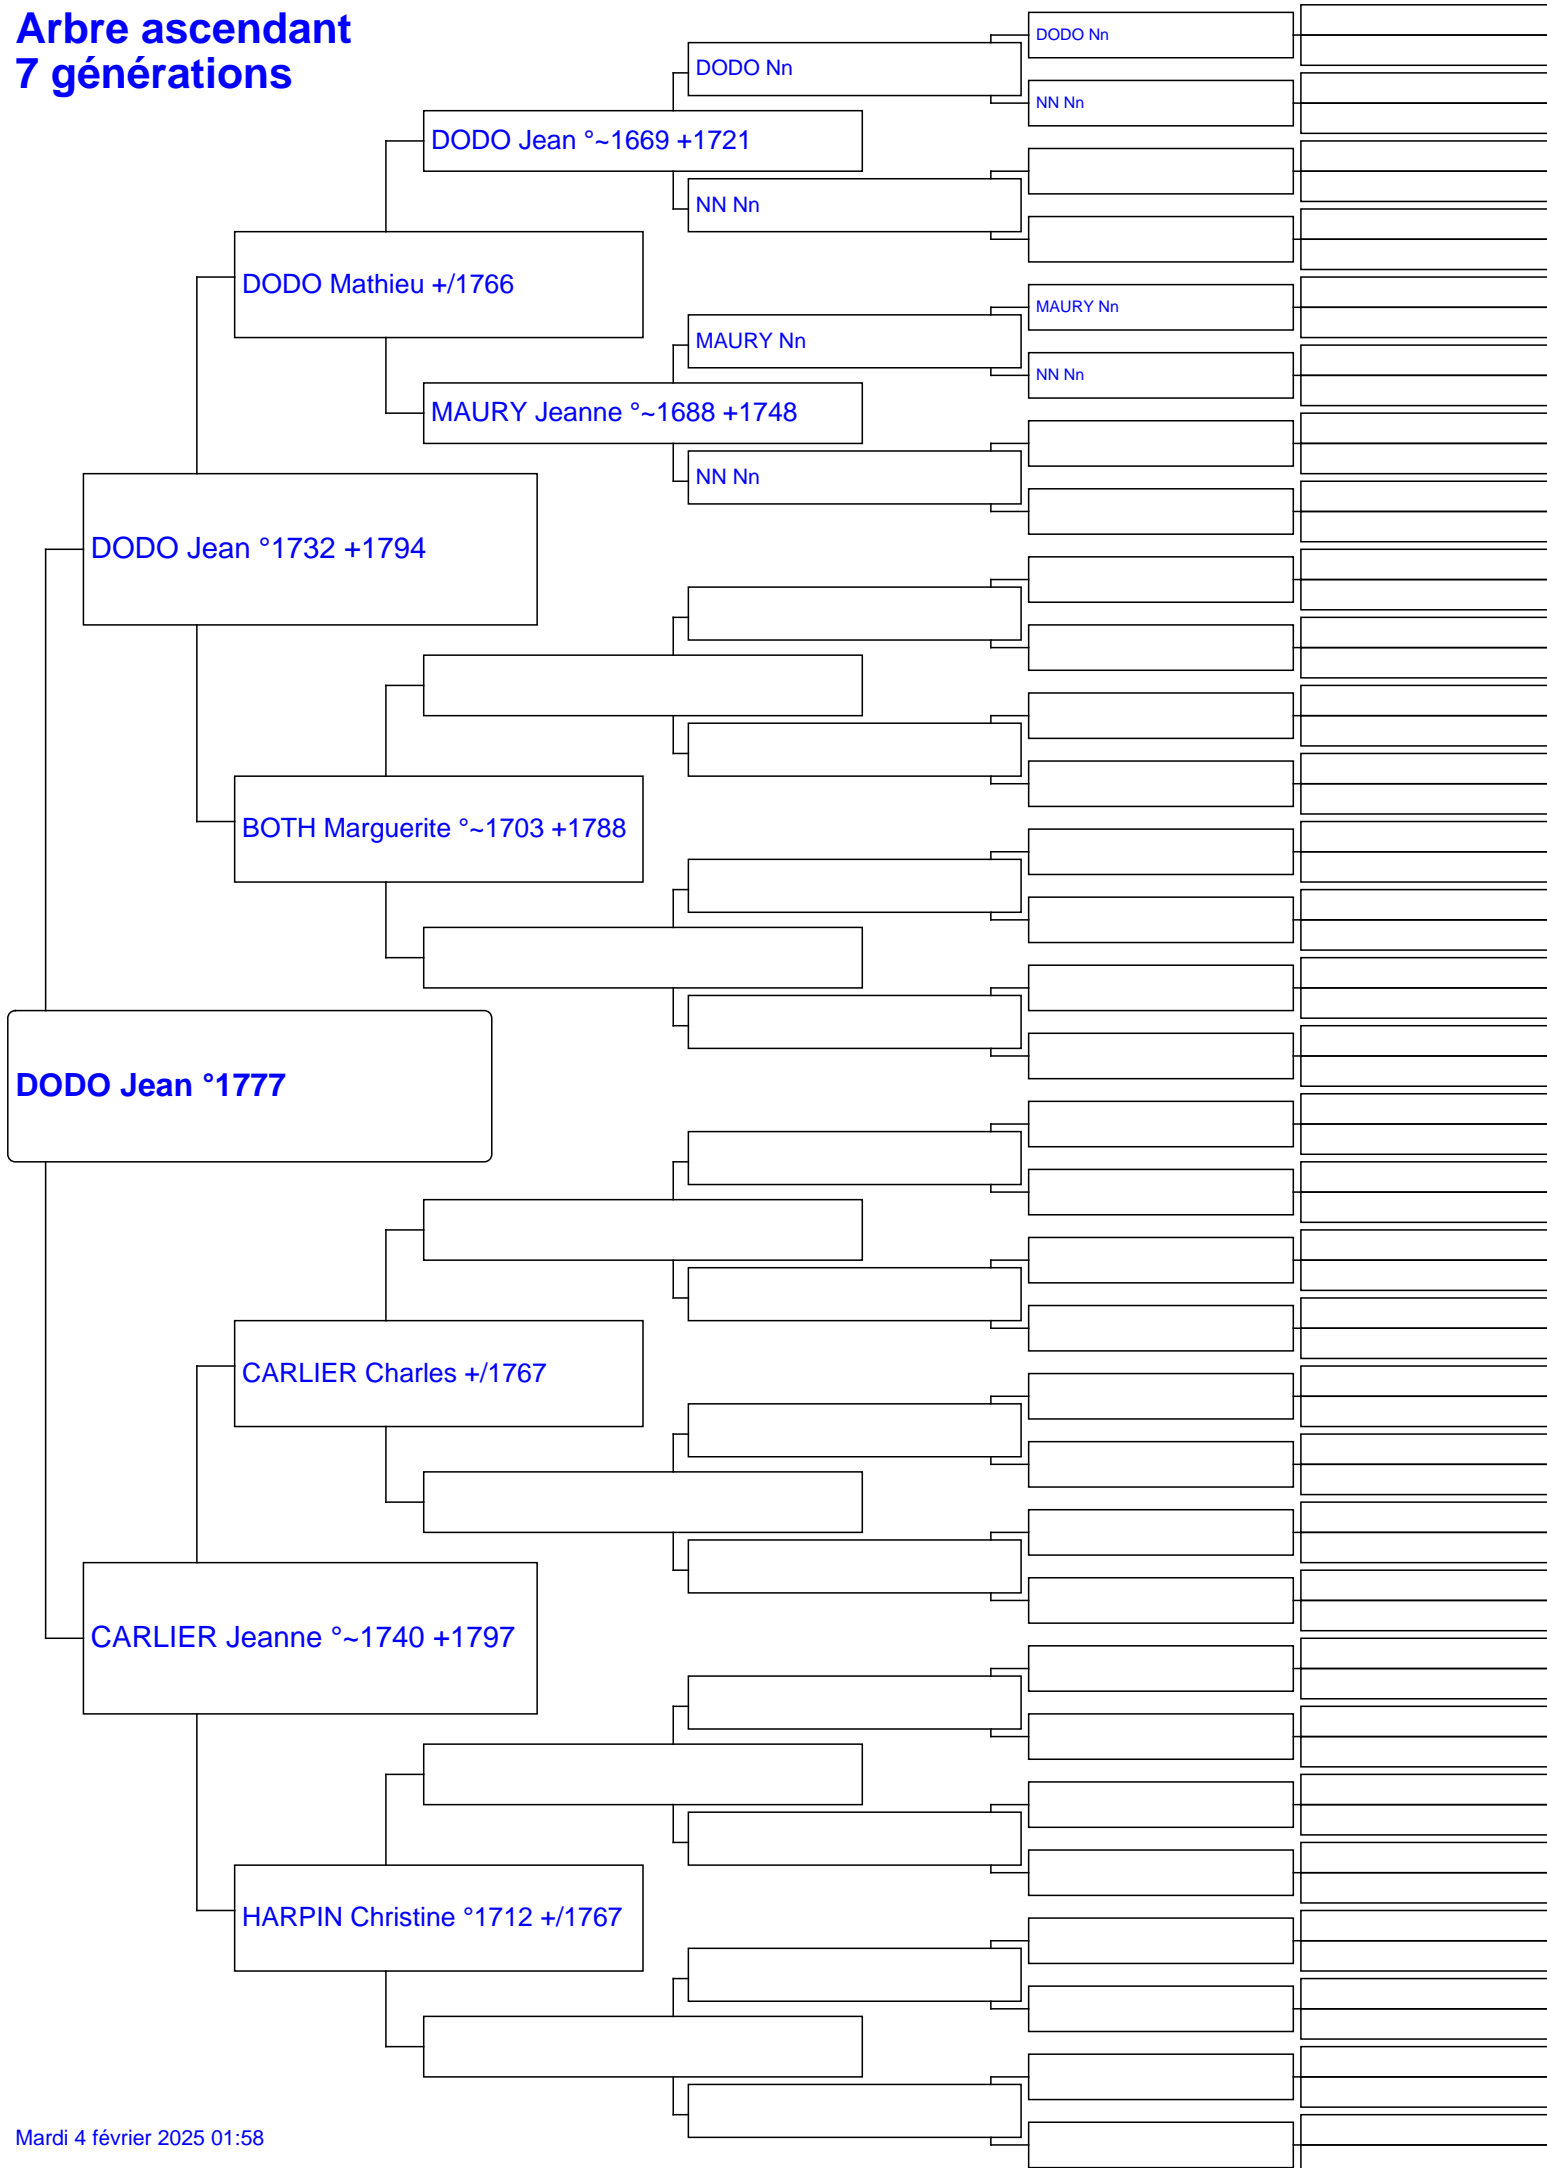 Arbre ascendant
7 générations
DODO Nn
DODO Nn
NN Nn
DODO Jean °~1669 +1721
NN Nn
DODO Mathieu +/1766
MAURY Nn
MAURY Nn
NN Nn
MAURY Jeanne °~1688 +1748
NN Nn
DODO Jean °1732 +1794
BOTH Marguerite °~1703 +1788
DODO Jean °1777
CARLIER Charles +/1767
CARLIER Jeanne °~1740 +1797
HARPIN Christine °1712 +/1767
Mardi 4 février 2025 01:58